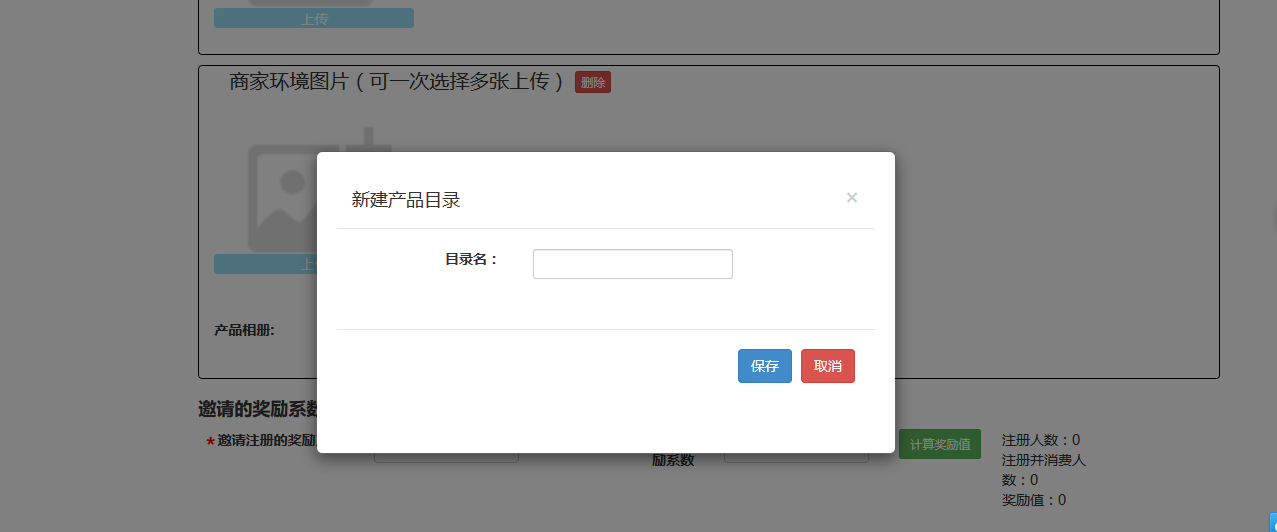 上传
商家环境图片（可一次选择多张上传） 删除
新建产品目录 ×
目录名：
上
产品相册:
保存 取消
邀请的奖励系数
*邀请注册的奖励
励系数
计算奖励值
注册人数：0
注册并消费人
数：0
奖励值：0